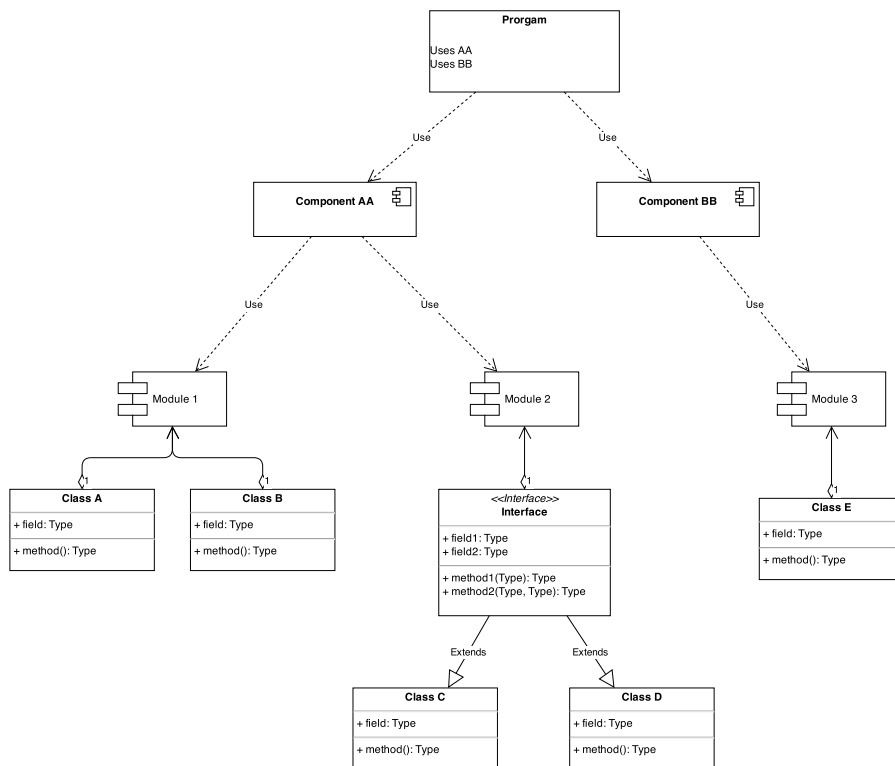 Prorgam
Uses AA
Uses BB
Use
Use
Component AA
Component BB
Use
Use
Use
Module 1
Module 2
Module 3
1
1
1
1
Class A
+ field: Type
+ method(): Type
Class B
+ field: Type
+ method(): Type
<<Interface>>
Interface
+ field1: Type
+ field2: Type
+ method1(Type): Type
+ method2(Type, Type): Type
Class E
+ field: Type
+ method(): Type
Extends
Extends
Class C
+ field: Type
+ method(): Type
Class D
+ field: Type
+ method(): Type